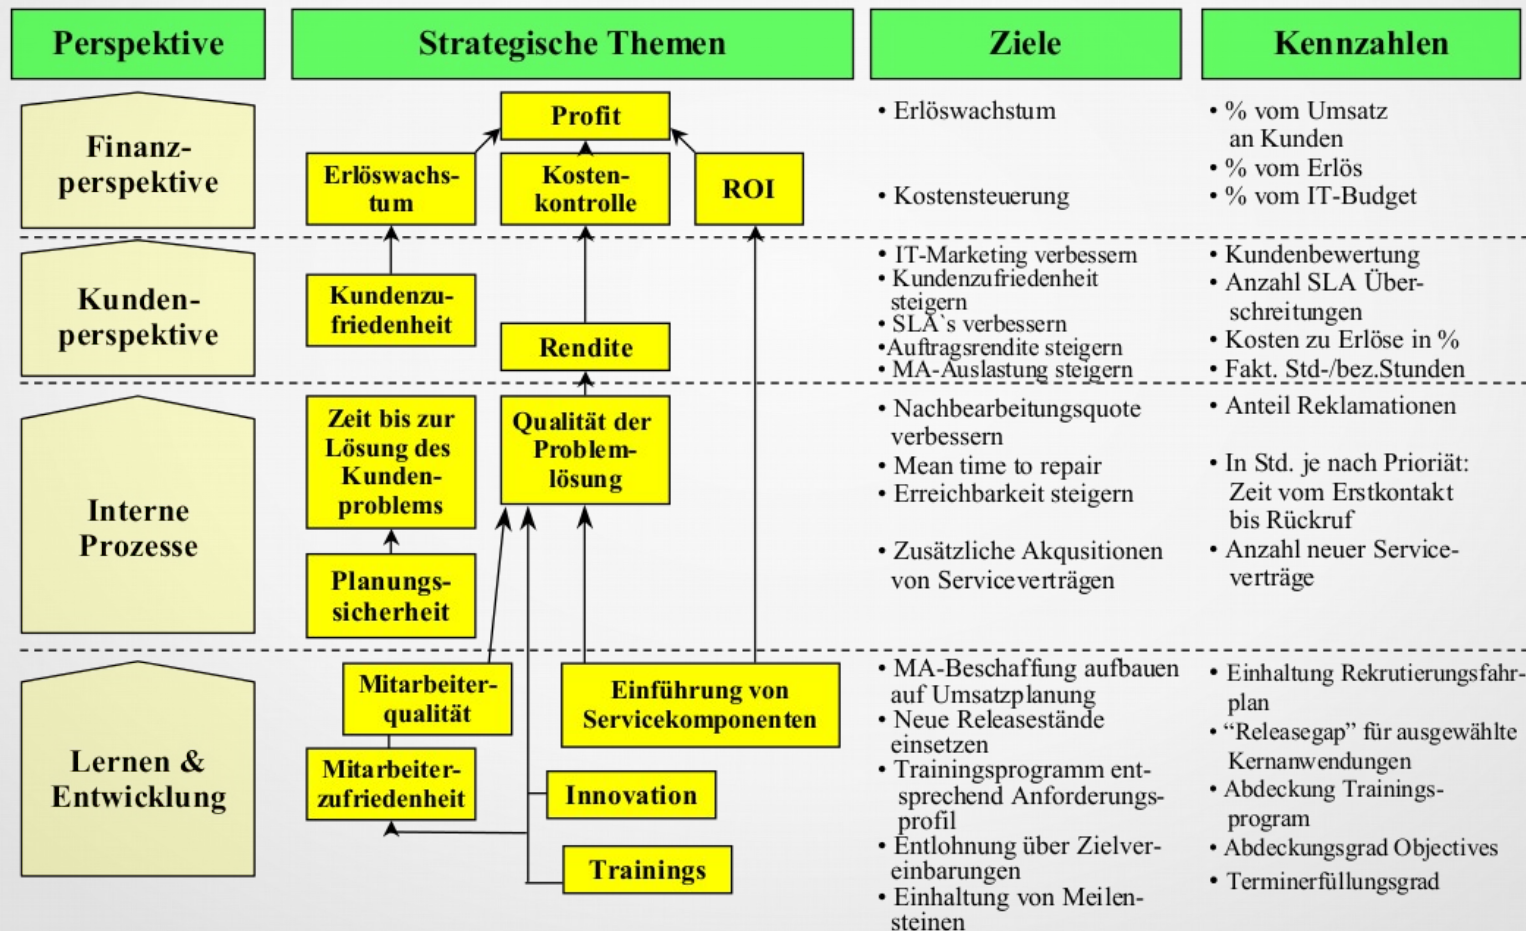 Perspektive
Strategische Themen
Ziele
Kennzahlen
Finanz-
perspektive
Profit
Erlöswachs-
tum
Kosten-
kontrolle
ROI
• Erlöswachstum
• Kostensteuerung
• % vom Umsatz
an Kunden
• % vom Erlös
• % vom IT-Budget
Kunden-
perspektive
Kundenzu-
friedenheit
Rendite
• IT-Marketing verbessern
• Kundenzufriedenheit
steigern
• SLA`s verbessern
•Auftragsrendite steigern
• MA-Auslastung steigern
• Kundenbewertung
• Anzahl SLA Über-
schreitungen
• Kosten zu Erlöse in %
• Fakt. Std-/bez.Stunden
Interne
Prozesse
Zeit bis zur
Lösung des
Kunden-
problems
Qualität der
Problem-
lösung
Planungs-
sicherheit
• Nachbearbeitungsquote
verbessern
• Mean time to repair
• Erreichbarkeit steigern
• Zusätzliche Akqusitionen
von Serviceverträgen
• Anteil Reklamationen
• In Std. je nach Prioriät:
Zeit vom Erstkontakt
bis Rückruf
• Anzahl neuer Service-
verträge
Lernen &
Entwicklung
Mitarbeiter-
qualität
Einführung von
Servicekomponenten
Mitarbeiter-
zufriedenheit
Innovation
Trainings
• MA-Beschaffung aufbauen
auf Umsatzplanung
• Neue Releasestände
einsetzen
• Trainingsprogramm ent-
sprechend Anforderungs-
profil
• Entlohnung über Zielver-
einbarungen
• Einhaltung von Meilen-
steinen
• Einhaltung Rekrutierungsfahr-
plan
• “Releasegap” für ausgewählte
Kernanwendungen
• Abdeckung Trainings-
program
• Abdeckungsgrad Objectives
• Terminerfüllungsgrad